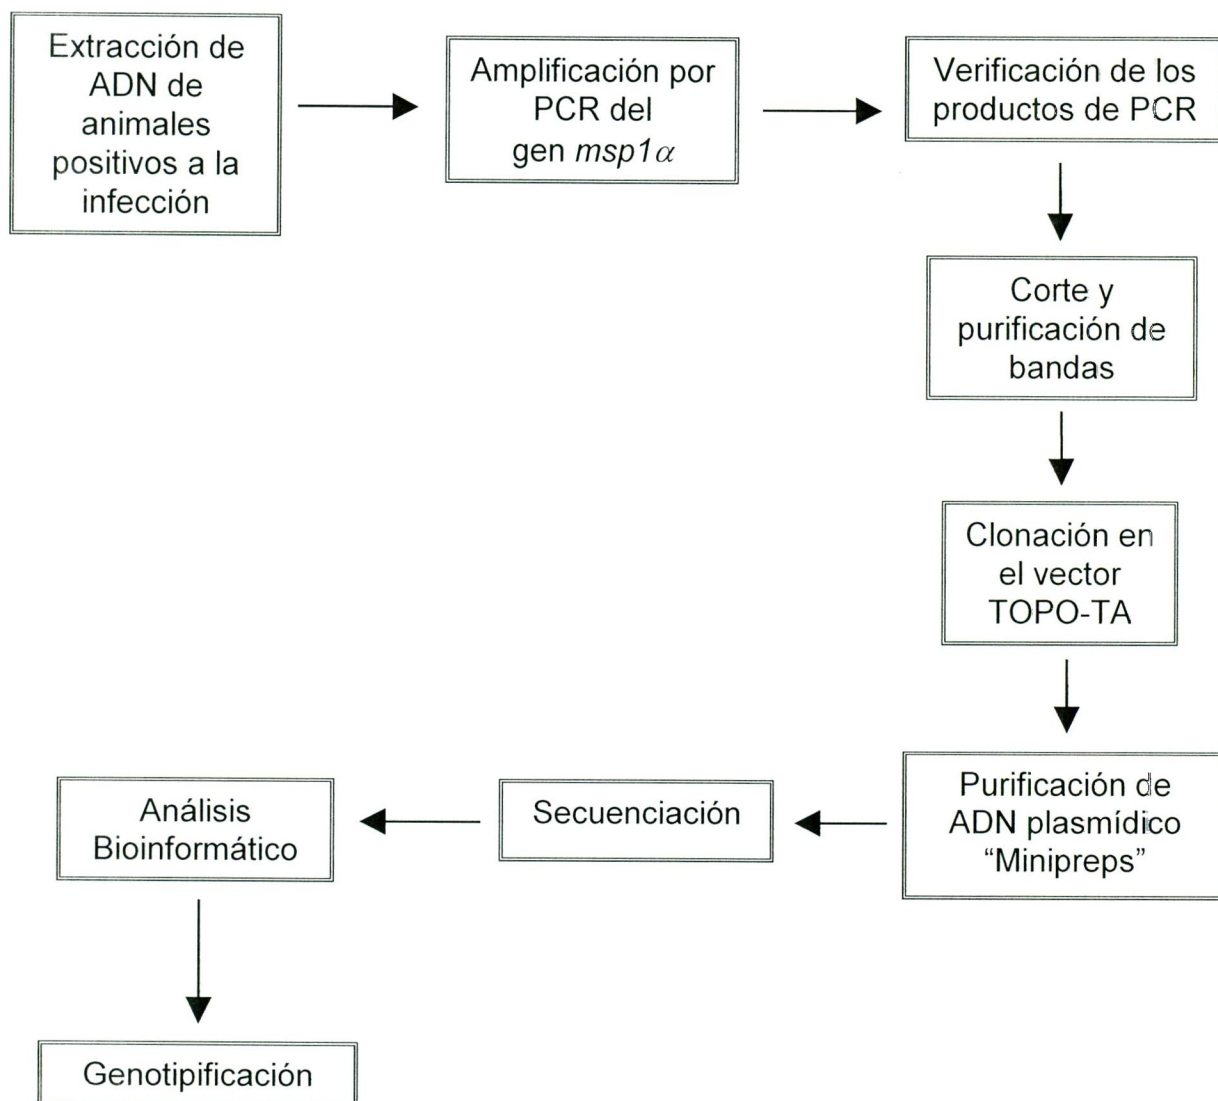 Extracción de
ADN de
animales
positivos a la
infección
Amplificación por
PCR del
gen msp1α
Verificación de los
productos de PCR
Corte y
purificación de
bandas
Clonación en
el vector
TOPO-TA
Purificación de
ADN plasmídico
“Minipreps”
Secuenciación
Análisis
Bioinformático
Genotipificación